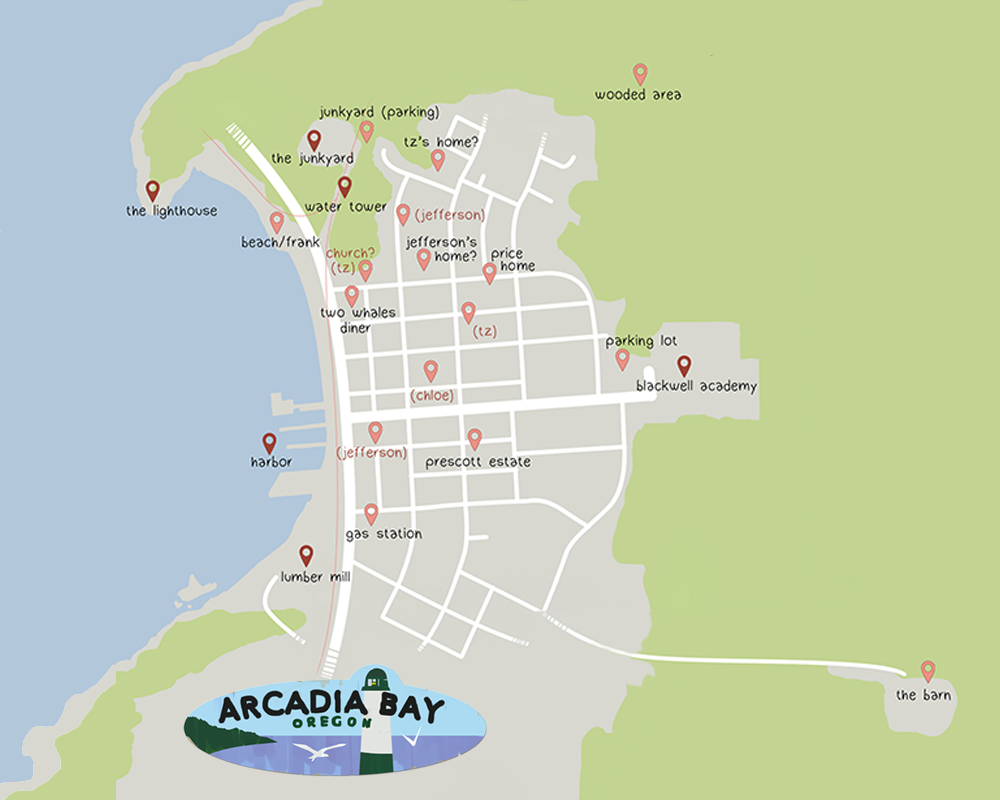 wooded area
junkyard (parking)
tz's home?
the junkyard
water tower
the lighthouse
(jefferson)
beach/frank
jefferson's
home?
price
home
church?
(tz)
two whales
diner
(tz)
parking lot
blackwell academy
(chloe)
(jefferson)
prescott estate
harbor
gas station
lumber mill
the barn
ARCADIA BAY
OREGON